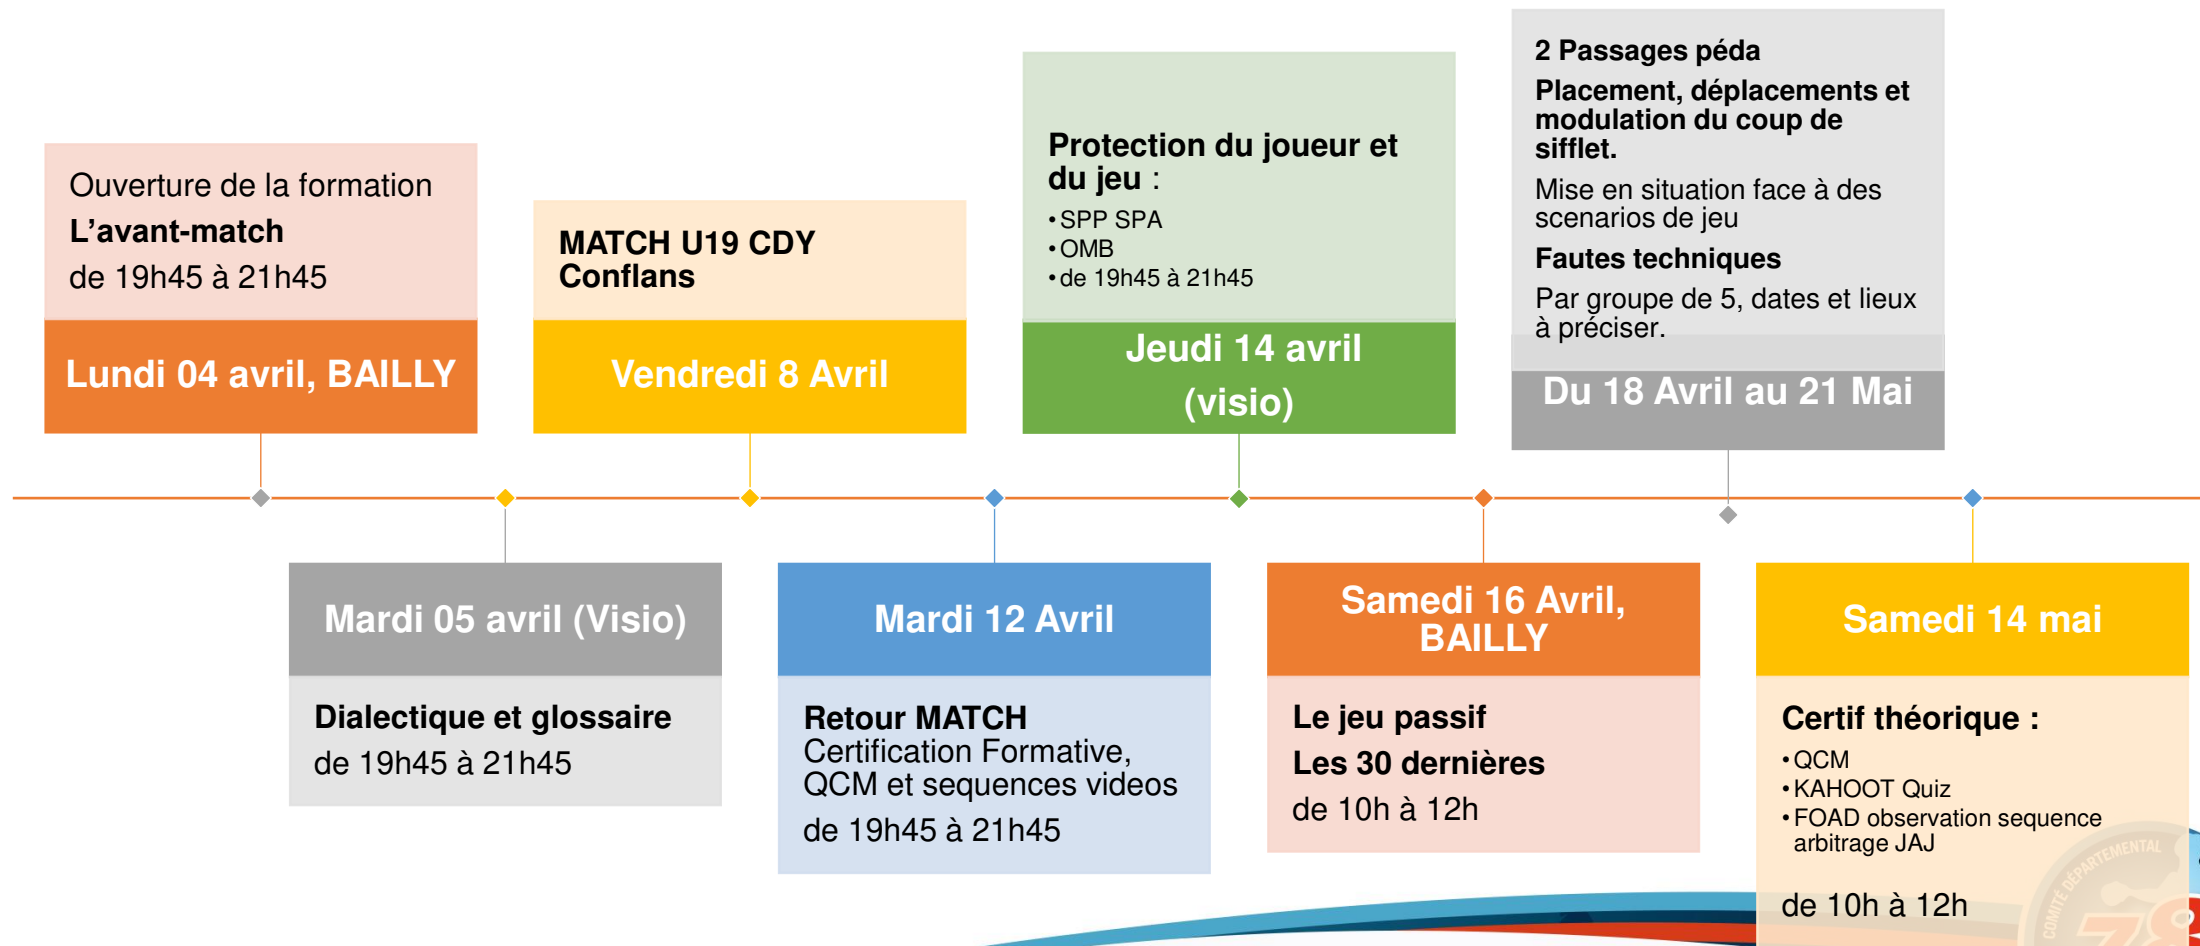 Ouverture de la formation
L’avant-match
de 19h45 à 21h45
Lundi 04 avril, BAILLY
Mardi 05 avril (Visio)
Dialectique et glossaire
de 19h45 à 21h45
MATCH U19 CDY
Conflans
Vendredi 8 Avril
Mardi 12 Avril
Retour MATCH
Certification Formative,
QCM et sequences videos
de 19h45 à 21h45
Protection du joueur et
du jeu :
•SPP SPA
•OMB
•de 19h45 à 21h45
Jeudi 14 avril
(visio)
Samedi 16 Avril,
BAILLY
Le jeu passif
Les 30 dernières
de 10h à 12h
2 Passages péda
Placement, déplacements et
modulation du coup de
sifflet.
Mise en situation face à des
scenarios de jeu
Fautes techniques
Par groupe de 5, dates et lieux
à préciser.
Du 18 Avril au 21 Mai
Samedi 14 mai
Certif théorique :
•QCM
•KAHOOT Quiz
•FOAD observation sequence
arbitrage JAJ
de 10h à 12h
COMITÉ DÉPARTEMENTAL
78